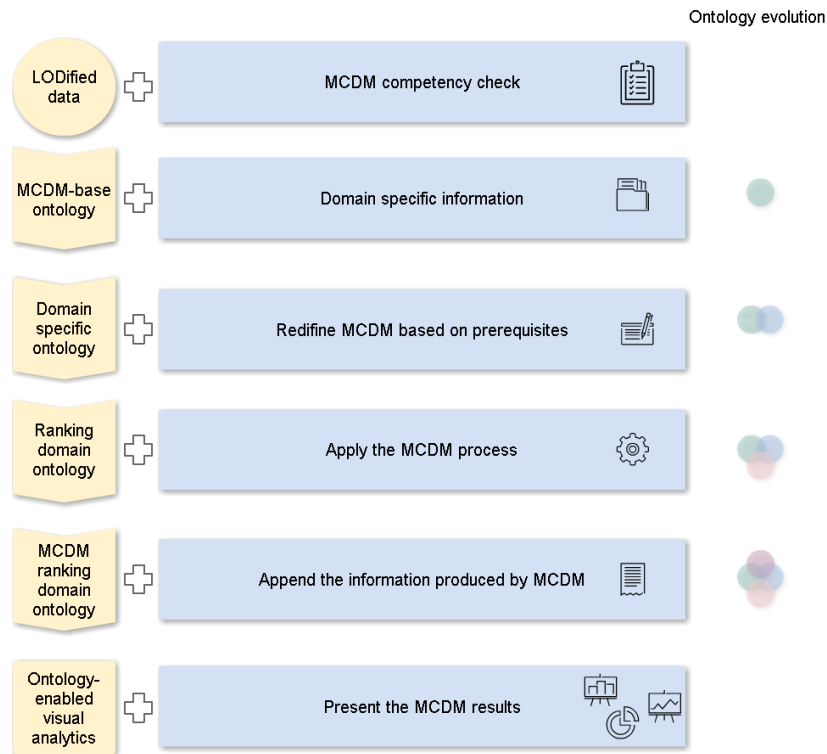 Ontology evolution
LODified
data
MCDM competency check
MCDM-base
ontology
Domain specific information
Domain
specific
ontology
Redifine MCDM based on prerequisites
Ranking
domain
ontology
Apply the MCDM process
MCDM
ranking
domain
ontology
Append the information produced by MCDM
Ontology-
enabled
visual
analytics
Present the MCDM results